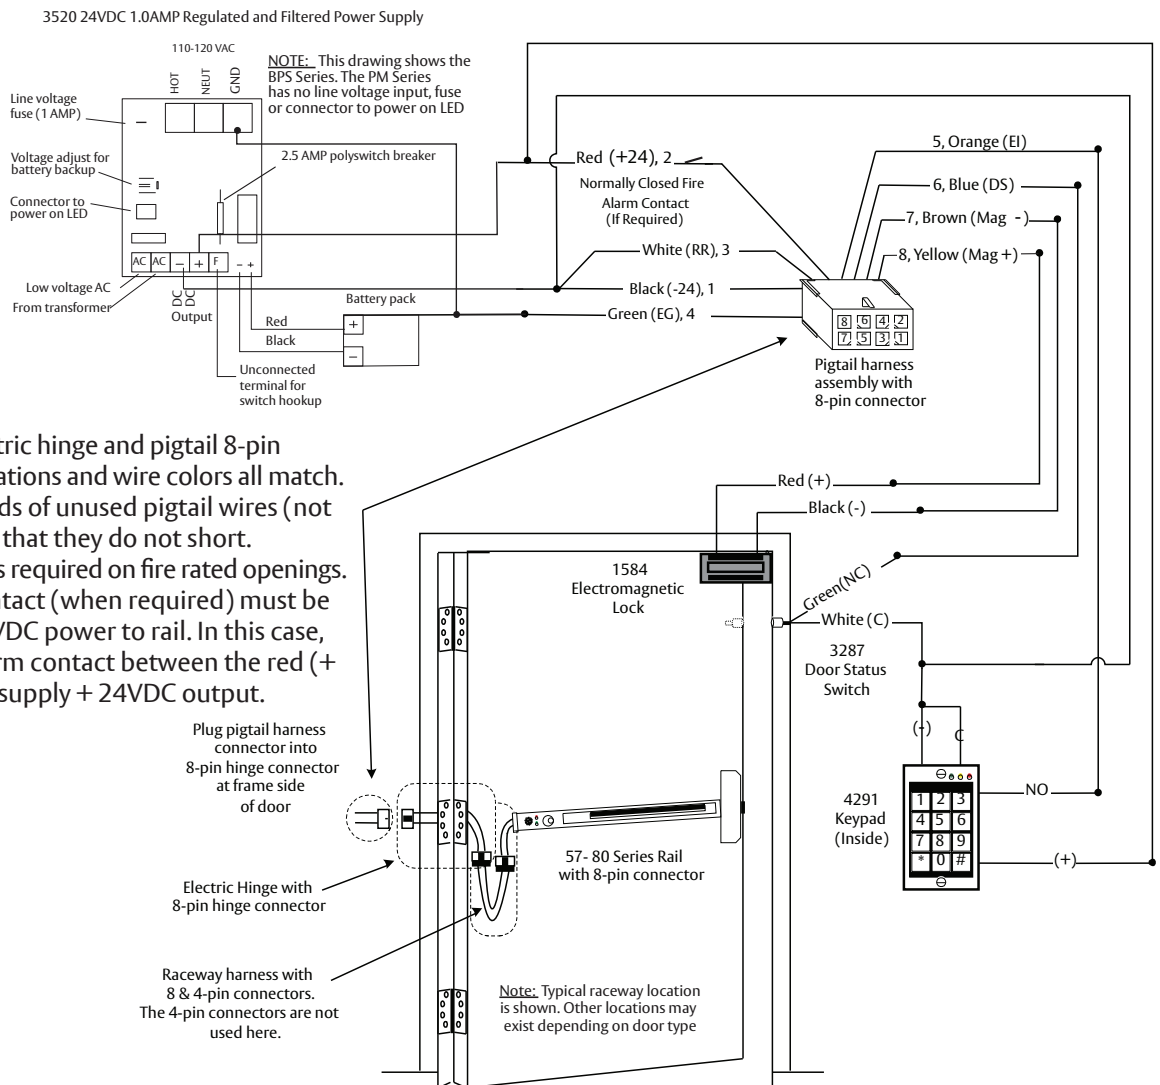 3520 24VDC 1.0AMP Regulated and Filtered Power Supply
110-120 VAC
HOT
NEUT
GND
NOTE: This drawing shows the
BPS Series. The PM Series
has no line voltage input, fuse
or connector to power on LED
Line voltage
fuse (1 AMP)
Voltage adjust for
battery backup
Connector to
power on LED
2.5 AMP polyswitch breaker
AC AC – + F – +
Low voltage AC
From transformer
DC DC
Output
Red
Black
Battery pack
+
–
Unconnected
terminal for
switch hookup
Red (+24), 2
Normally Closed Fire
Alarm Contact
(If Required)
White (RR), 3
Black (-24), 1
Green (EG), 4
5, Orange (EI)
6, Blue (DS)
7, Brown (Mag -)
8, Yellow (Mag +)
8 6 4 2
7 5 3 1
Pigtail harness
assembly with
8-pin connector
tric hinge and pigtail 8-pin
ations and wire colors all match.
ds of unused pigtail wires (not
that they do not short.
s required on fire rated openings.
ntact (when required) must be
VDC power to rail. In this case,
rm contact between the red (+
supply + 24VDC output.
Red (+)
Black (-)
1584
Electromagnetic
Lock
Green(NC)
White (C)
3287
Door Status
Switch
(-)
C
NO
(+)
4291
Keypad
(Inside)
1 2 3
4 5 6
7 8 9
* 0 #
Plug pigtail harness
connector into
8-pin hinge connector
at frame side
of door
57- 80 Series Rail
with 8-pin connector
Electric Hinge with
8-pin hinge connector
Raceway harness with
8 & 4-pin connectors.
The 4-pin connectors are not
used here.
Note: Typical raceway location
is shown. Other locations may
exist depending on door type